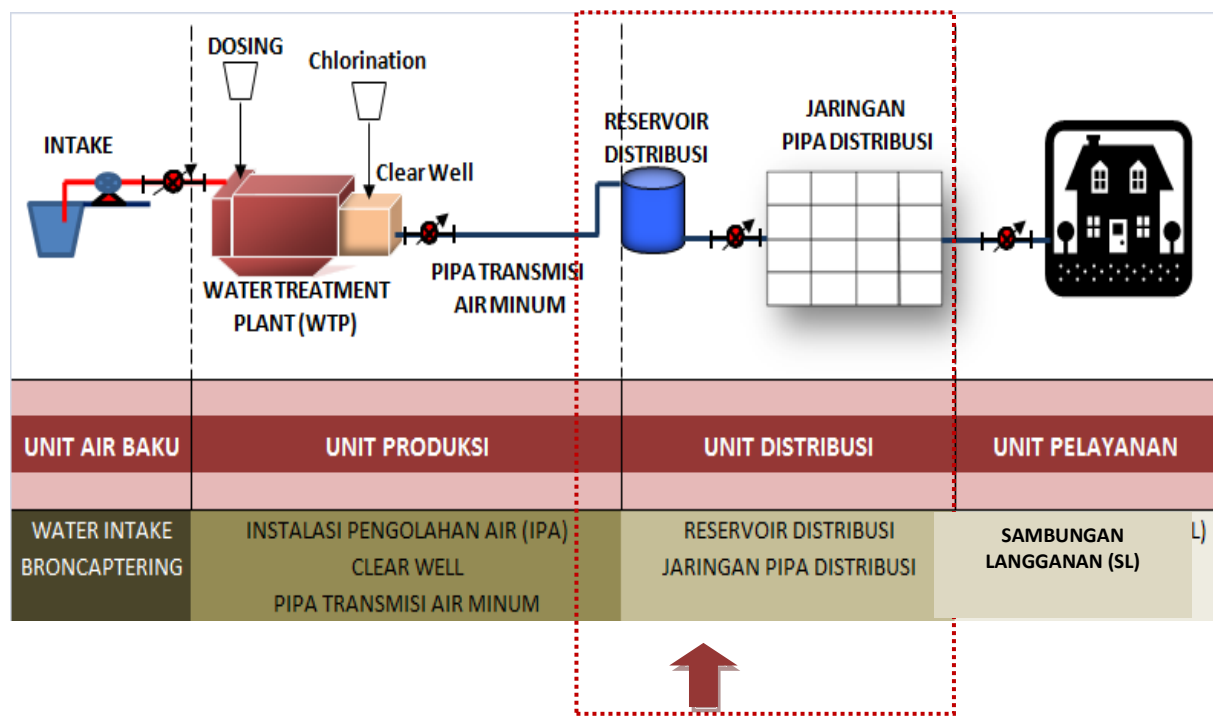 DOSING
Chlorination
INTAKE
Clear Well
WATER TREATMENT
PLANT (WTP)
PIPA TRANSMISI
AIR MINUM
RESERVOIR
DISTRIBUSI
JARINGAN
PIPA DISTRIBUSI
UNIT AIR BAKU
UNIT PRODUKSI
UNIT DISTRIBUSI
UNIT PELAYANAN
WATER INTAKE
BRONCAPTERING
INSTALASI PENGOLAHAN AIR (IPA)
CLEAR WELL
PIPA TRANSMISI AIR MINUM
RESERVOIR DISTRIBUSI
JARINGAN PIPA DISTRIBUSI
SAMBUNGAN
LANGGANAN (SL)
L)